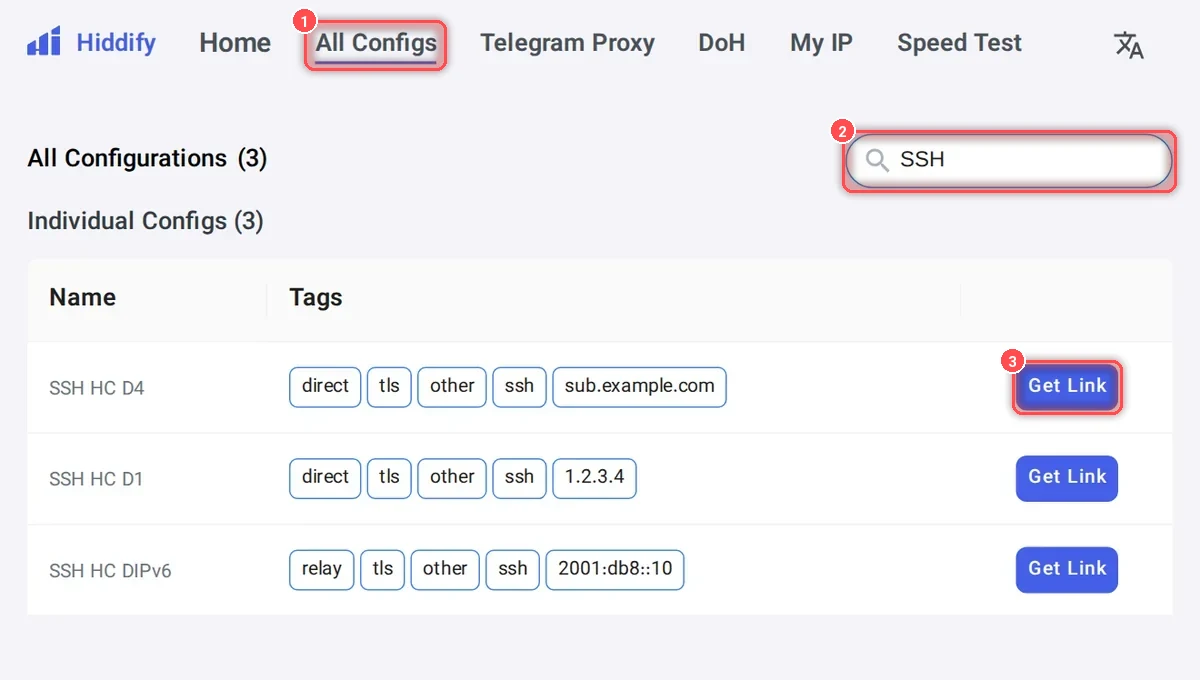 Hiddify Home 1 All Configs Telegram Proxy DoH My IP Speed Test
All Configurations (3)
2 SSH
Individual Configs (3)
Name Tags
SSH HC D4 direct tls other ssh sub.example.com 3 Get Link
SSH HC D1 direct tls other ssh 1.2.3.4 Get Link
SSH HC DIPv6 relay tls other ssh 2001:db8::10 Get Link